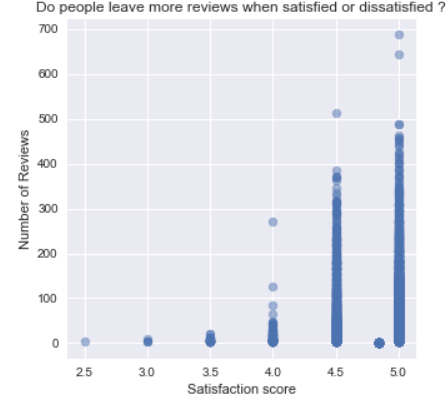 Do people leave more reviews when satisfied or dissatisfied ?
700
600
500
400
300
200
100
0
Number of Reviews
2.5 3.0 3.5 4.0 4.5 5.0
Satisfaction score